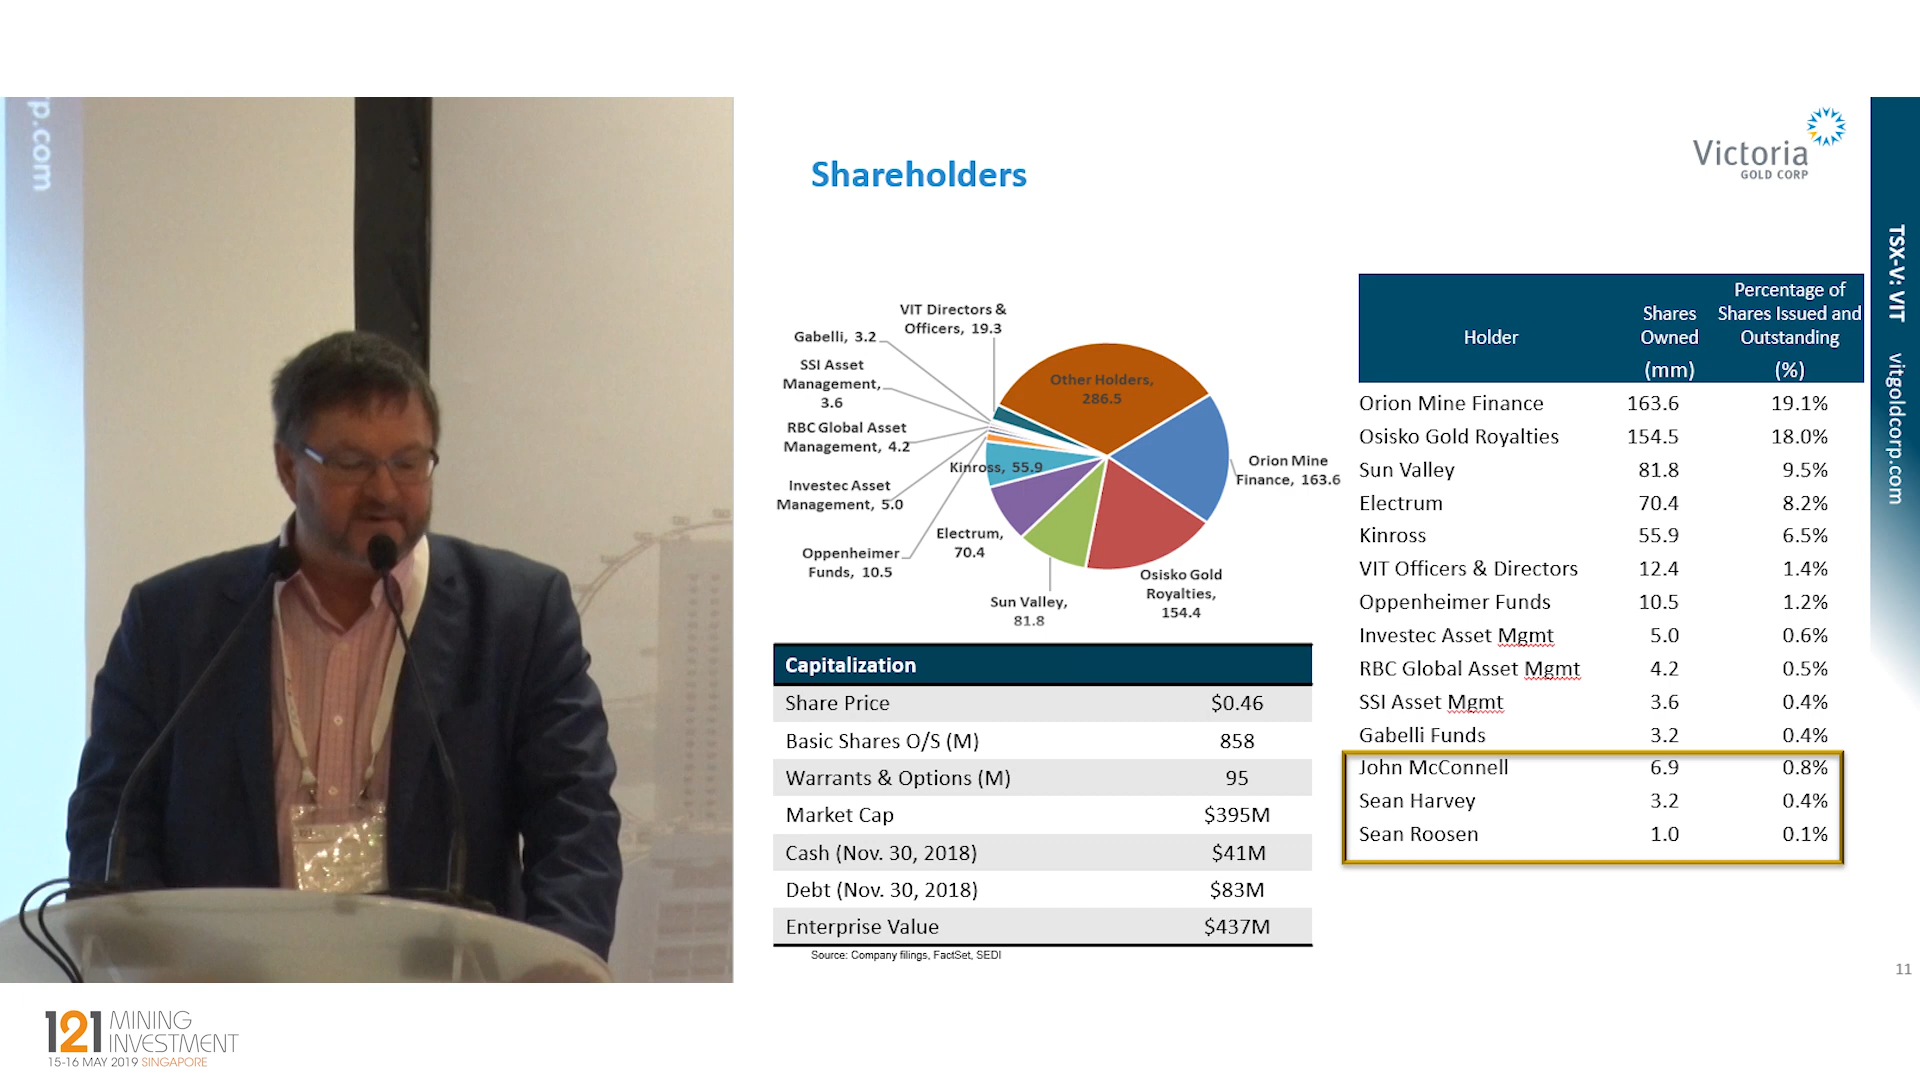 rp.com
Victoria
GOLD CORP
Shareholders
TSX-V: VIT vitgoldcorp.com
VIT Directors &
Officers, 19.3
Gabelli, 3.2
SSI Asset
Management,
3.6
RBC Global Asset
Management, 4.2
Kinross, 55.9
Investec Asset
Management, 5.0
Oppenheimer
Funds, 10.5
Electrum,
70.4
Sun Valley,
81.8
Osisko Gold
Royalties,
154.4
Orion Mine
Finance, 163.6
Other Holders,
286.5
Capitalization
Share Price $0.46
Basic Shares O/S (M) 858
Warrants & Options (M) 95
Market Cap $395M
Cash (Nov. 30, 2018) $41M
Debt (Nov. 30, 2018) $83M
Enterprise Value $437M
Source: Company filings, FactSet, SEDI
Holder
Shares
Owned
(mm)
Percentage of
Shares Issued and
Outstanding
(%)
Orion Mine Finance 163.6 19.1%
Osisko Gold Royalties 154.5 18.0%
Sun Valley 81.8 9.5%
Electrum 70.4 8.2%
Kinross 55.9 6.5%
VIT Officers & Directors 12.4 1.4%
Oppenheimer Funds 10.5 1.2%
Investec Asset Mgmt 5.0 0.6%
RBC Global Asset Mgmt 4.2 0.5%
SSI Asset Mgmt 3.6 0.4%
Gabelli Funds 3.2 0.4%
John McConnell 6.9 0.8%
Sean Harvey 3.2 0.4%
Sean Roosen 1.0 0.1%
11
121 MINING
INVESTMENT
15-16 MAY 2019 SINGAPORE